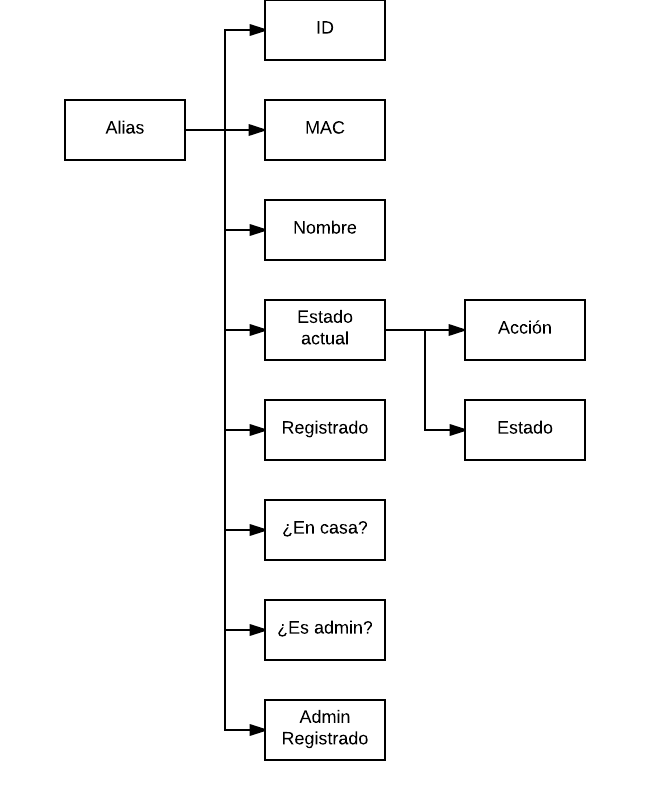 ID
Alias
MAC
Nombre
Estado
actual
Acción
Registrado
Estado
¿En casa?
¿Es admin?
Admin
Registrado